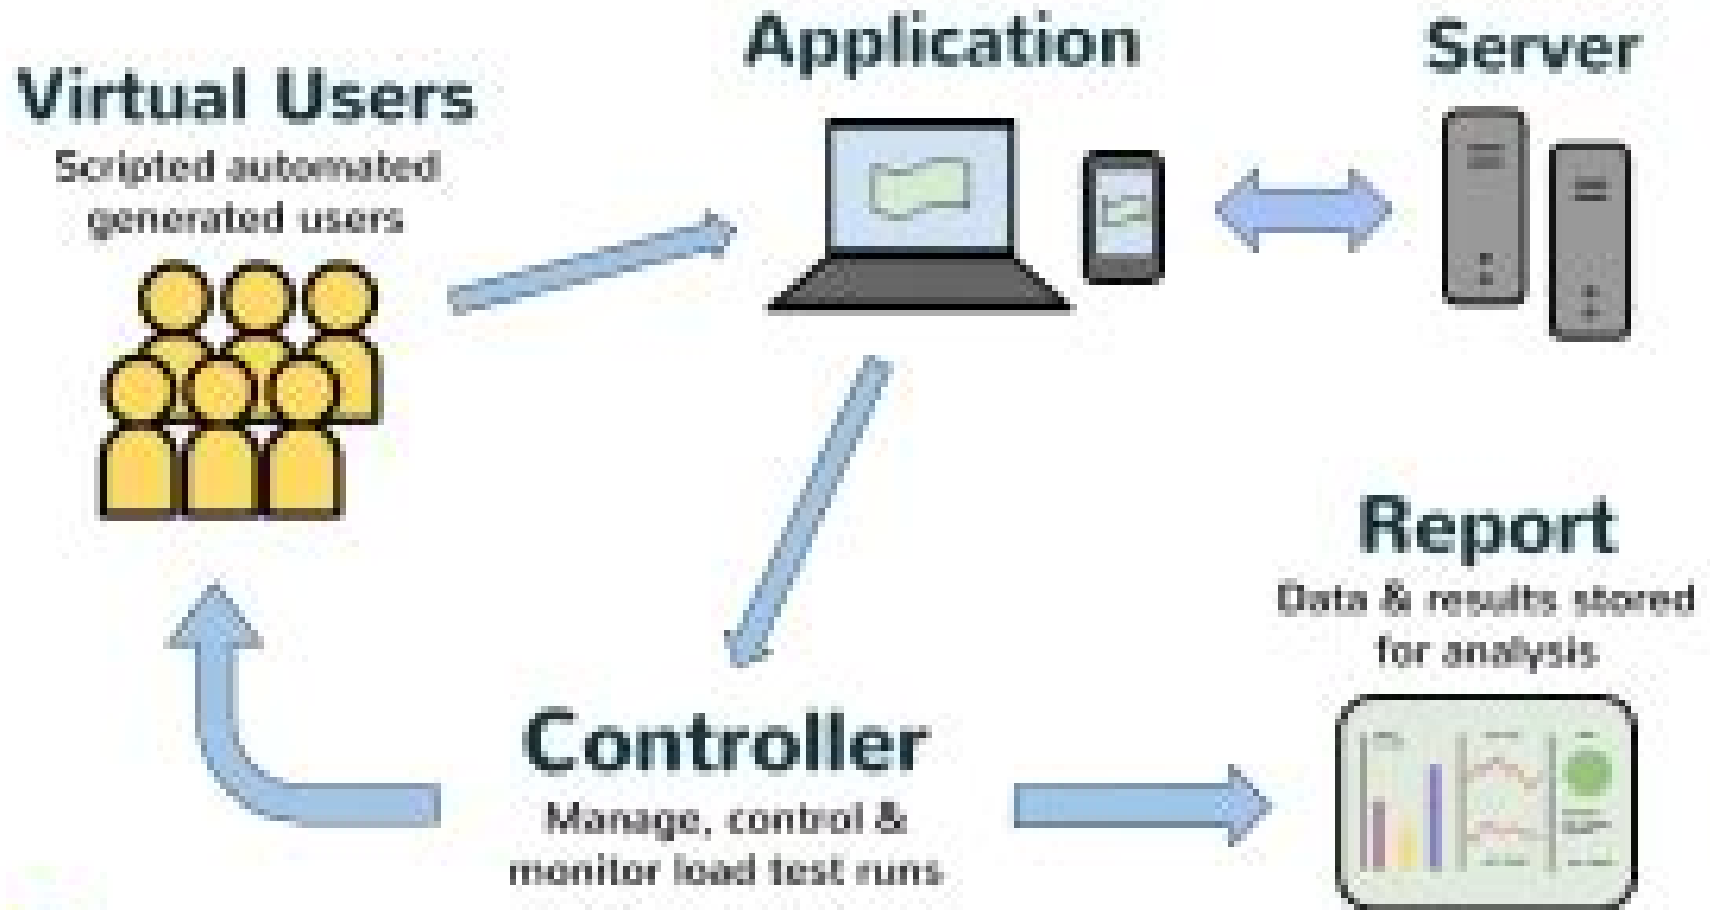 Virtual Users
Scripted automated
generated users
Application
Server
Controller
Manage, control &
monitor load test runs
Report
Data & results stored
for analysis